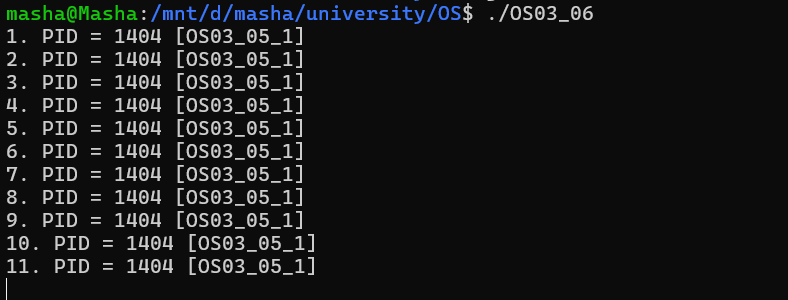 masha@Masha:/mnt/d/masha/university/OS$ ./OS03_06
1. PID = 1404 [OS03_05_1]
2. PID = 1404 [OS03_05_1]
3. PID = 1404 [OS03_05_1]
4. PID = 1404 [OS03_05_1]
5. PID = 1404 [OS03_05_1]
6. PID = 1404 [OS03_05_1]
7. PID = 1404 [OS03_05_1]
8. PID = 1404 [OS03_05_1]
9. PID = 1404 [OS03_05_1]
10. PID = 1404 [OS03_05_1]
11. PID = 1404 [OS03_05_1]